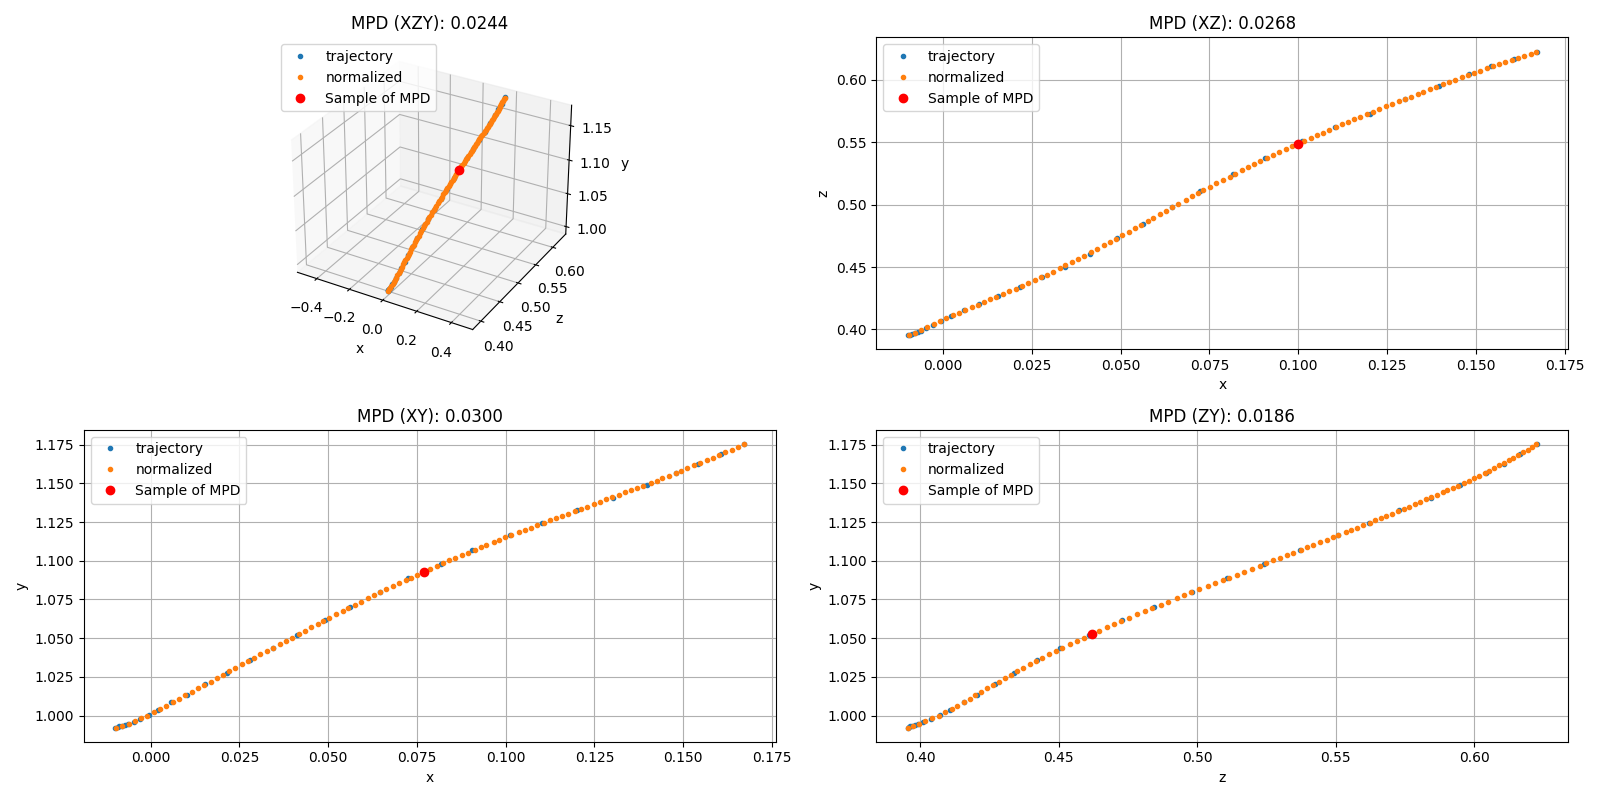 MPD (XZY): 0.0244
trajectory
normalized
Sample of MPD
1.15
1.10
1.05
1.00
y
0.60
0.55
0.50
0.45
0.40
z
−0.4
−0.2
0.0
0.2
0.4
x
MPD (XZ): 0.0268
trajectory
normalized
Sample of MPD
0.60
0.55
0.50
0.45
0.40
z
0.000 0.025 0.050 0.075 0.100 0.125 0.150 0.175
x
MPD (XY): 0.0300
trajectory
normalized
Sample of MPD
1.175
1.150
1.125
1.100
1.075
1.050
1.025
1.000
y
0.000 0.025 0.050 0.075 0.100 0.125 0.150 0.175
x
MPD (ZY): 0.0186
trajectory
normalized
Sample of MPD
1.175
1.150
1.125
1.100
1.075
1.050
1.025
1.000
y
0.40 0.45 0.50 0.55 0.60
z